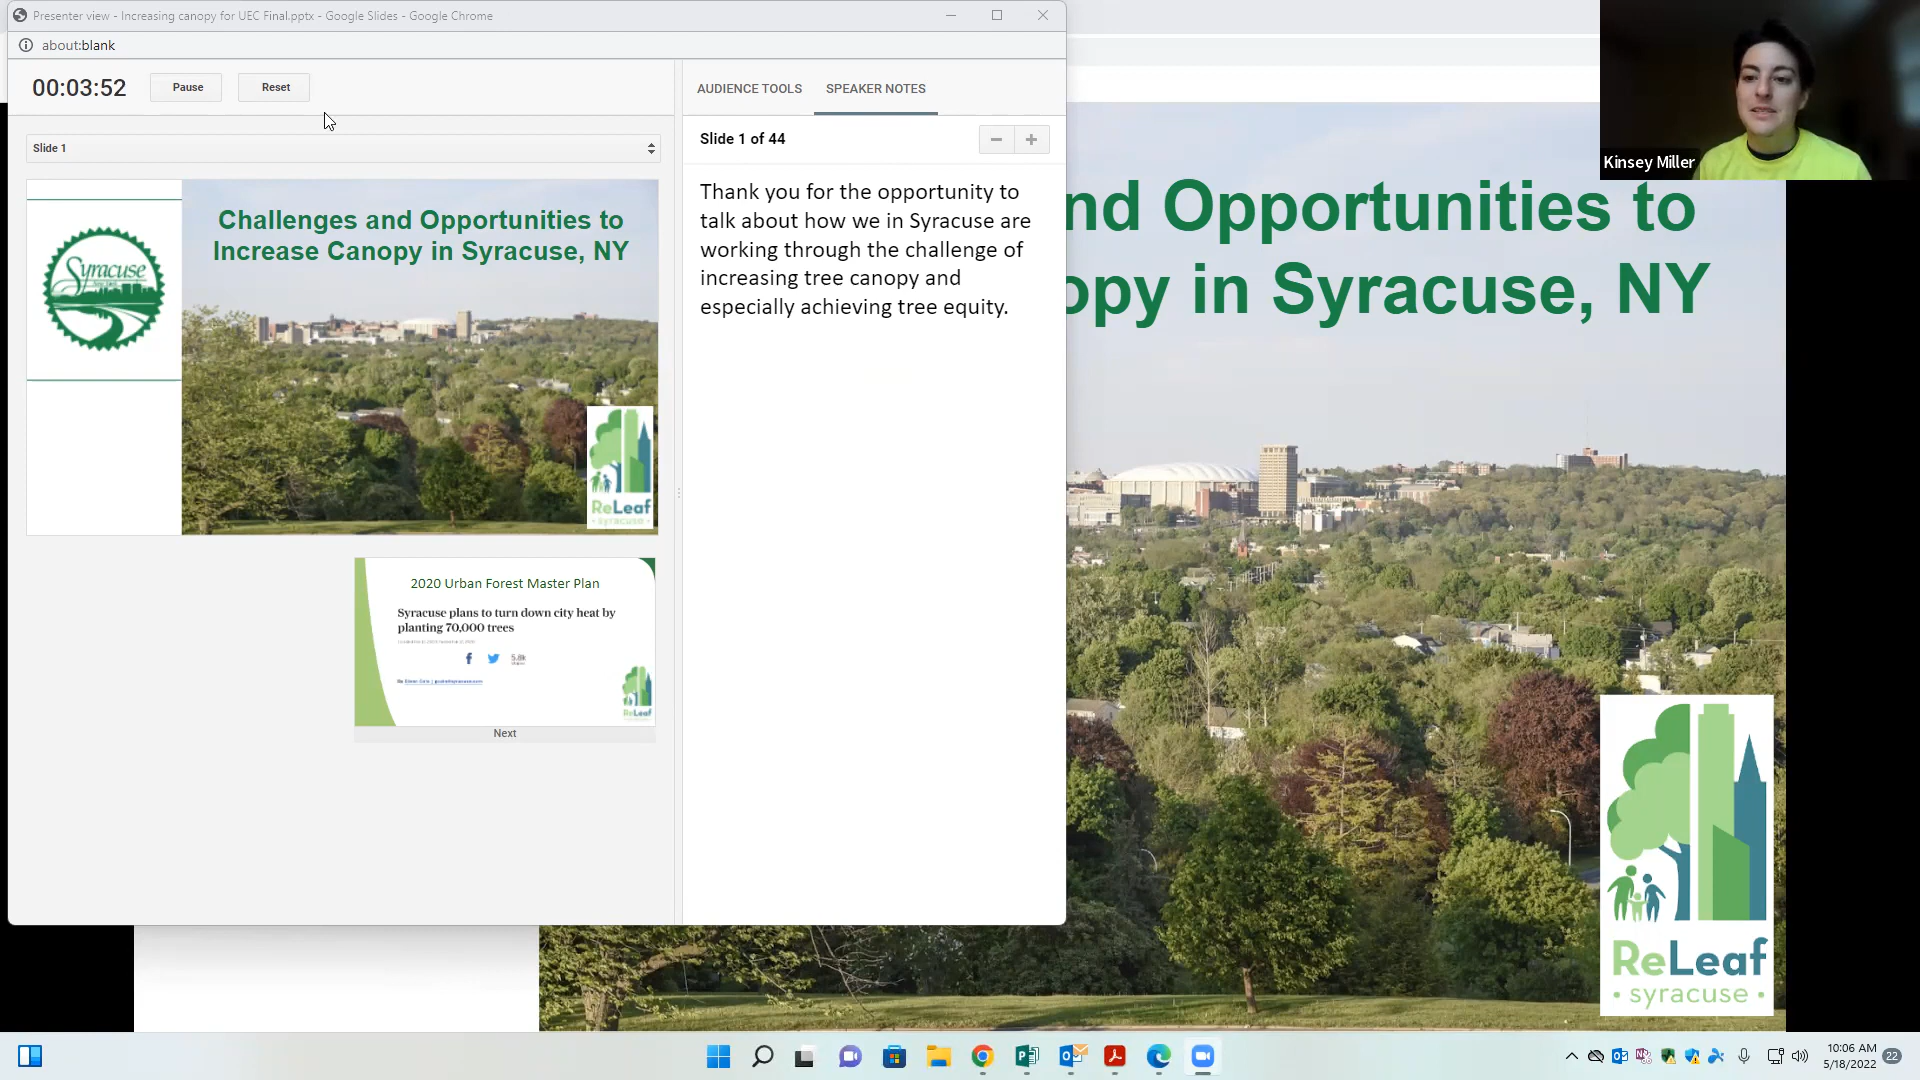 Presenter view - Increasing canopy for UEC Final.pptx - Google Slides - Google Chrome
about:blank
00:03:52
Pause
Reset
Slide 1
Syracuse
Challenges and Opportunities to
Increase Canopy in Syracuse, NY
ReLeaf
syracuse
2020 Urban Forest Master Plan
Syracuse plans to turn down city heat by
planting 70,000 trees
5.8k
ReLeaf
Next
AUDIENCE TOOLS
SPEAKER NOTES
Slide 1 of 44
Thank you for the opportunity to
talk about how we in Syracuse are
working through the challenge of
increasing tree canopy and
especially achieving tree equity.
nd Opportunities to
opy in Syracuse, NY
Kinsey Miller
ReLeaf
• syracuse •
10:06 AM
5/18/2022
22